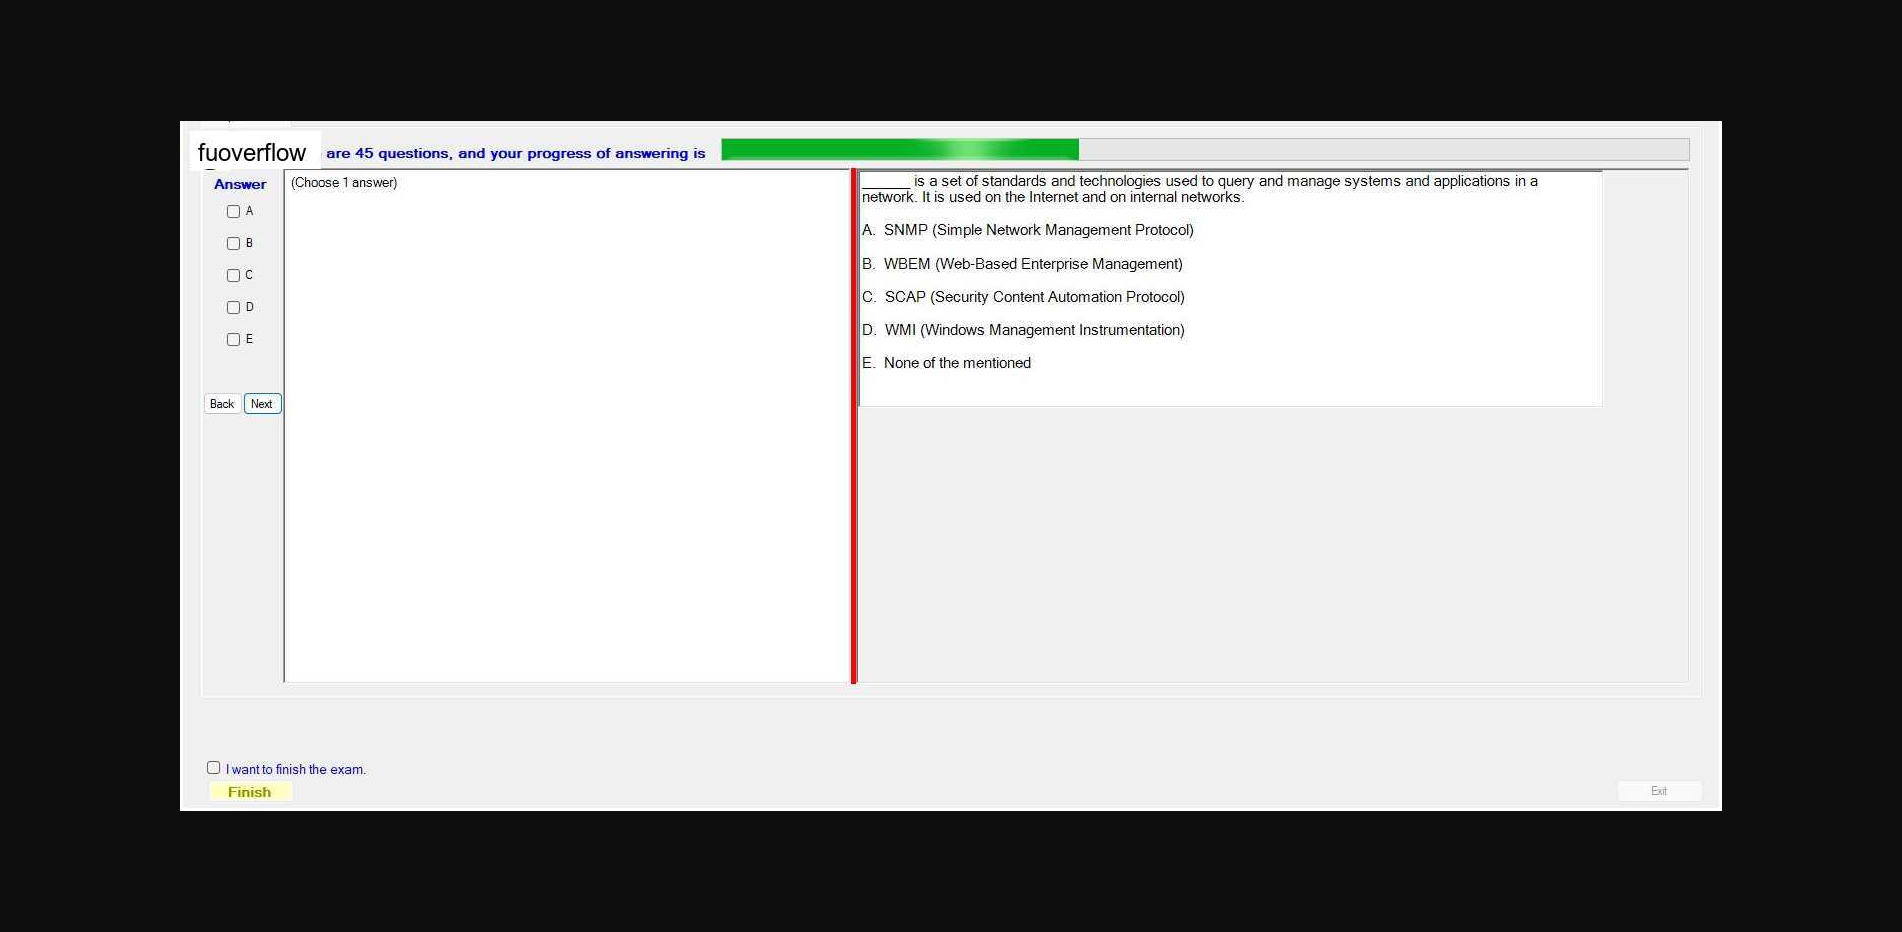 fuoverflow are 45 questions, and your progress of answering is
Answer
A
B
C
D
E
Back Next
(Choose 1 answer)
______ is a set of standards and technologies used to query and manage systems and applications in a
network. It is used on the Internet and on internal networks.
A. SNMP (Simple Network Management Protocol)
B. WBEM (Web-Based Enterprise Management)
C. SCAP (Security Content Automation Protocol)
D. WMI (Windows Management Instrumentation)
E. None of the mentioned
I want to finish the exam.
Finish
Exit